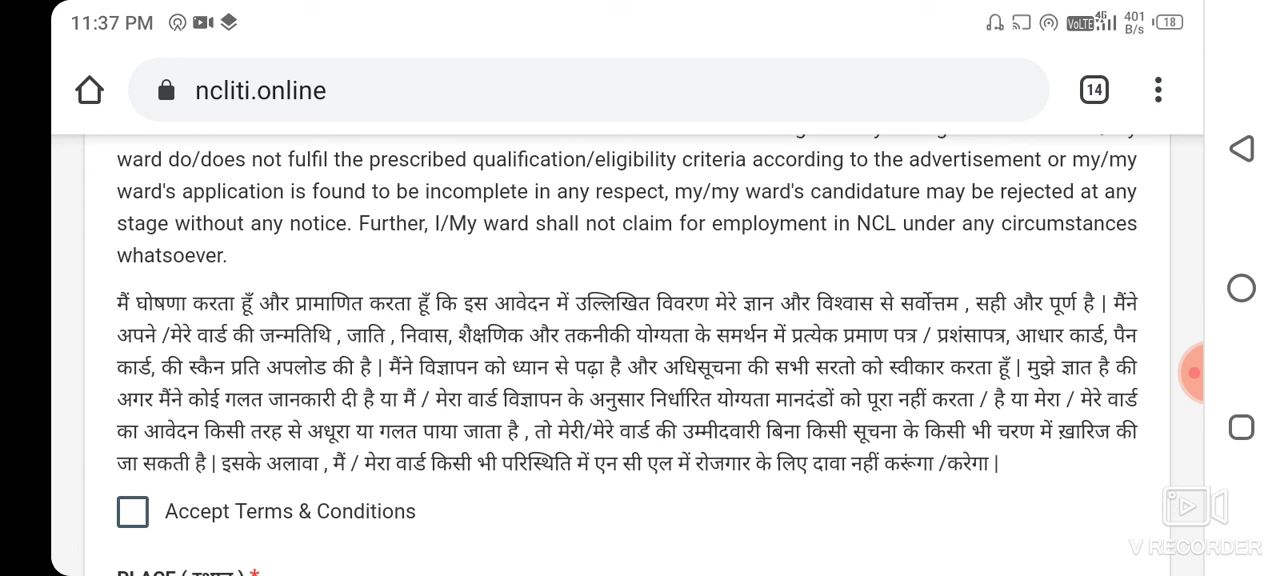 11:37 PM
VoLTE 4G 401 B/s 18
ncliti.online
14
ward do/does not fulfil the prescribed qualification/eligibility criteria according to the advertisement or my/my
ward's application is found to be incomplete in any respect, my/my ward's candidature may be rejected at any
stage without any notice. Further, I/My ward shall not claim for employment in NCL under any circumstances
whatsoever.
मैं घोषणा करता हूँ और प्रामाणित करता हूँ कि इस आवेदन में उल्लिखित विवरण मेरे ज्ञान और विश्वास से सर्वोत्तम , सही और पूर्ण है | मैंने
अपने /मेरे वार्ड की जन्मतिथि , जाति , निवास, शैक्षणिक और तकनीकी योग्यता के समर्थन में प्रत्येक प्रमाण पत्र / प्रशंसापत्र, आधार कार्ड, पैन
कार्ड, की स्कैन प्रति अपलोड की है | मैंने विज्ञापन को ध्यान से पढ़ा है और अधिसूचना की सभी सरतो को स्वीकार करता हूँ | मुझे ज्ञात है की
अगर मैंने कोई गलत जानकारी दी है या मैं / मेरा वार्ड विज्ञापन के अनुसार निर्धारित योग्यता मानदंडों को पूरा नहीं करता / है या मेरा / मेरे वार्ड
का आवेदन किसी तरह से अधूरा या गलत पाया जाता है , तो मेरी/मेरे वार्ड की उम्मीदवारी बिना किसी सूचना के किसी भी चरण में ख़ारिज की
जा सकती है | इसके अलावा , मैं / मेरा वार्ड किसी भी परिस्थिति में एन सी एल में रोजगार के लिए दावा नहीं करूंगा /करेगा |
Accept Terms & Conditions
PLACE ( स्थान ) *
V RECORDER